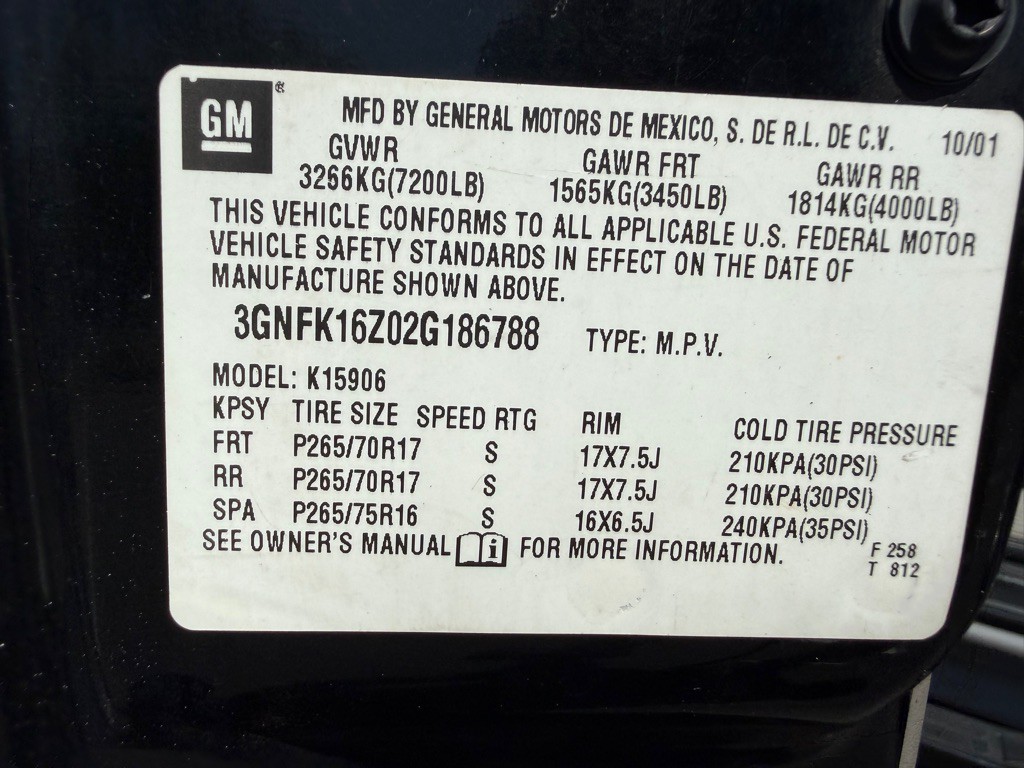 GM ®
MFD BY GENERAL MOTORS DE MEXICO, S. DE R.L. DE C.V. 10/01
GVWR GAWR FRT GAWR RR
3266KG(7200LB) 1565KG(3450LB) 1814KG(4000LB)
THIS VEHICLE CONFORMS TO ALL APPLICABLE U.S. FEDERAL MOTOR
VEHICLE SAFETY STANDARDS IN EFFECT ON THE DATE OF
MANUFACTURE SHOWN ABOVE.
3GNFK16Z02G186788 TYPE: M.P.V.
MODEL: K15906
KPSY TIRE SIZE SPEED RTG RIM COLD TIRE PRESSURE
FRT P265/70R17 S 17X7.5J 210KPA(30PSI)
RR P265/70R17 S 17X7.5J 210KPA(30PSI)
SPA P265/75R16 S 16X6.5J 240KPA(35PSI)
SEE OWNER'S MANUAL i FOR MORE INFORMATION.
F 258
T 812